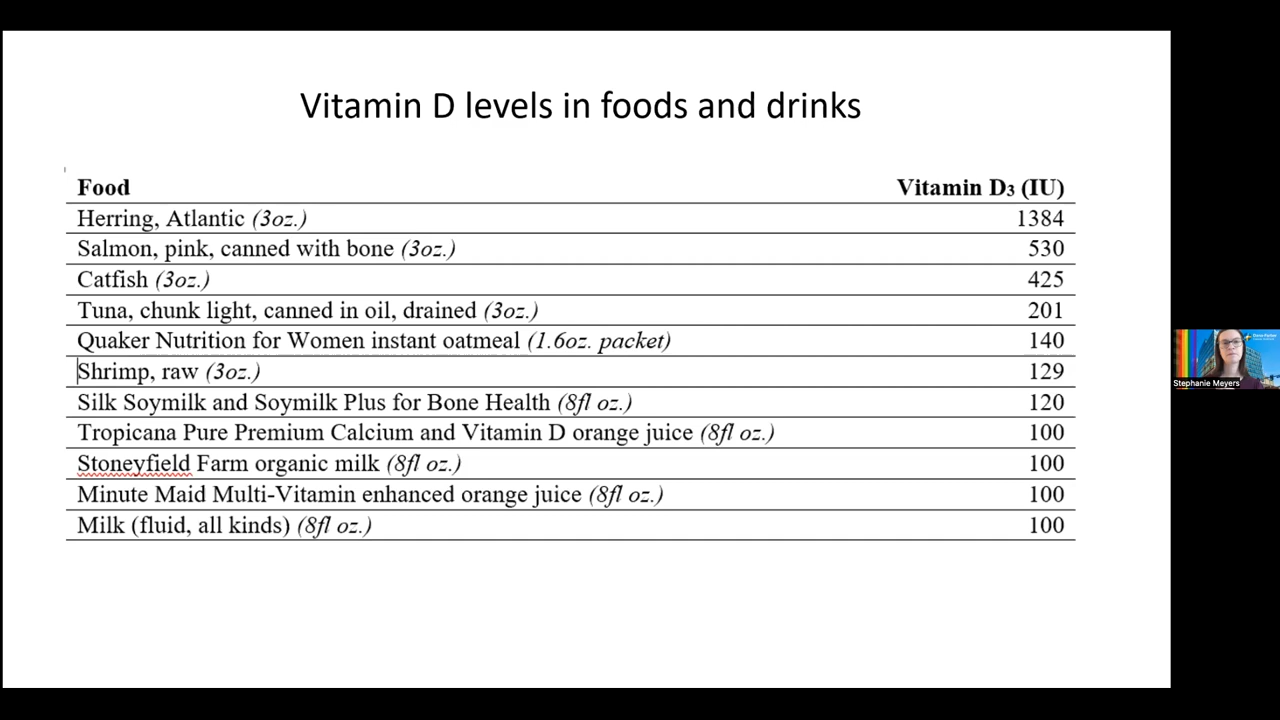 Vitamin D levels in foods and drinks
Food Vitamin D3 (IU)
Herring, Atlantic (3oz.) 1384
Salmon, pink, canned with bone (3oz.) 530
Catfish (3oz.) 425
Tuna, chunk light, canned in oil, drained (3oz.) 201
Quaker Nutrition for Women instant oatmeal (1.6oz. packet) 140
Shrimp, raw (3oz.) 129
Silk Soymilk and Soymilk Plus for Bone Health (8fl oz.) 120
Tropicana Pure Premium Calcium and Vitamin D orange juice (8fl oz.) 100
Stoneyfield Farm organic milk (8fl oz.) 100
Minute Maid Multi-Vitamin enhanced orange juice (8fl oz.) 100
Milk (fluid, all kinds) (8fl oz.) 100
Stephanie Meyers